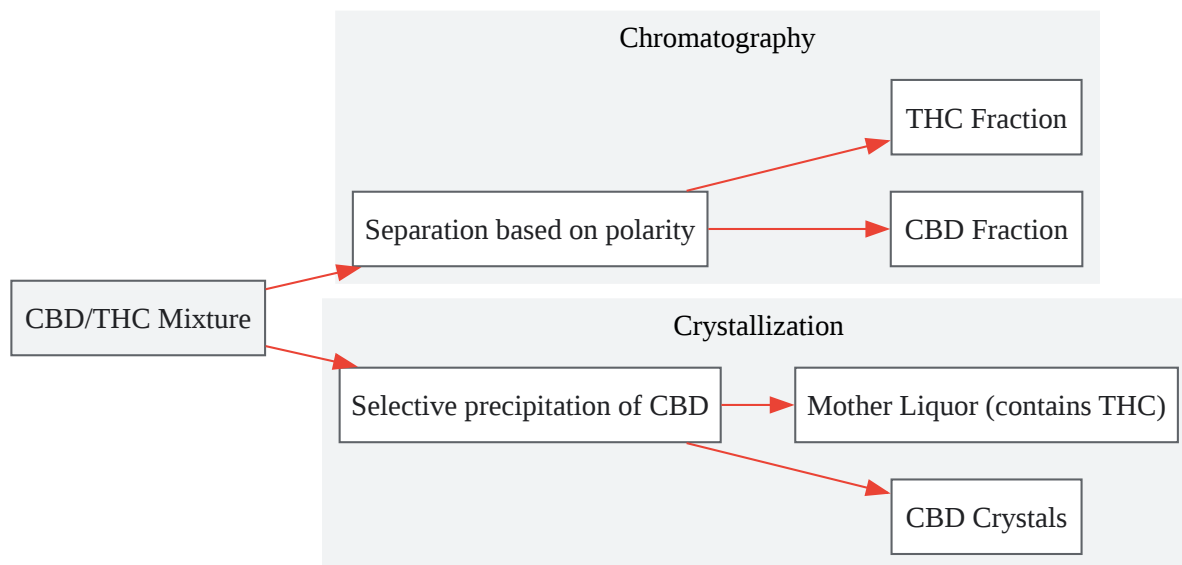 Chromatography
THC Fraction
Separation based on polarity
CBD Fraction
CBD/THC Mixture
Crystallization
Selective precipitation of CBD
Mother Liquor (contains THC)
CBD Crystals